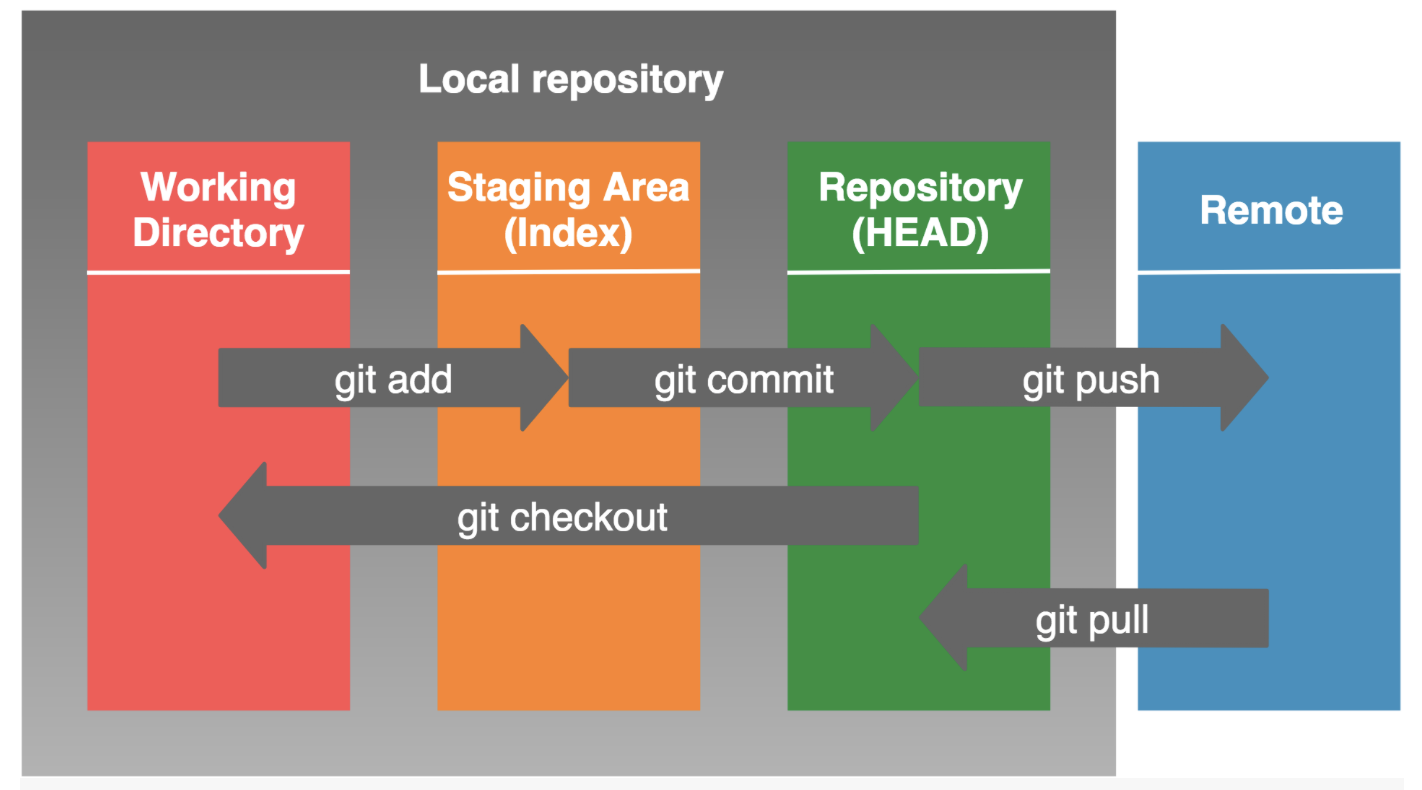 Local repository
Working
Directory
Staging Area
(Index)
Repository
(HEAD)
Remote
git add
git commit
git push
git checkout
git pull